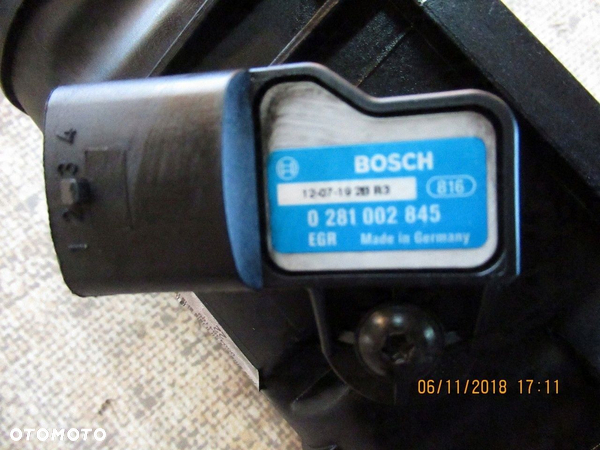 1 2 3 4
BOSCH
12-07-19 2B R3
816
0 281 002 845
EGR Made in Germany
06/11/2018 17:11
OTOMOTO